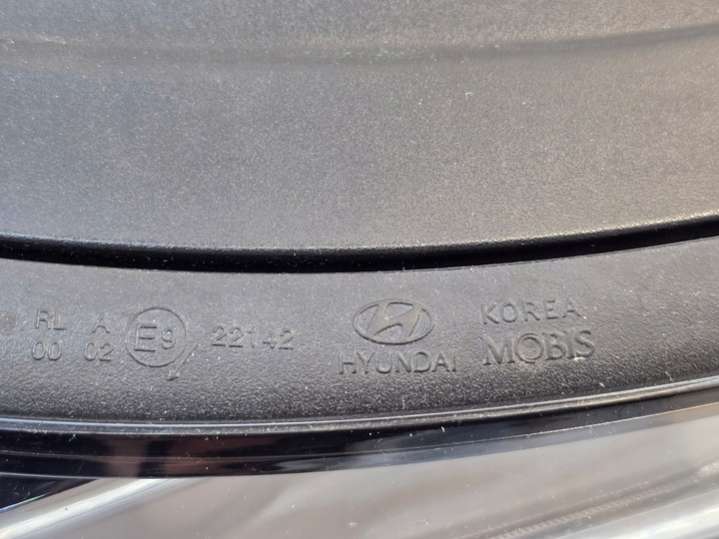 RL A
00 02 E9 22142
HYUNDAI
KOREA
MOBIS